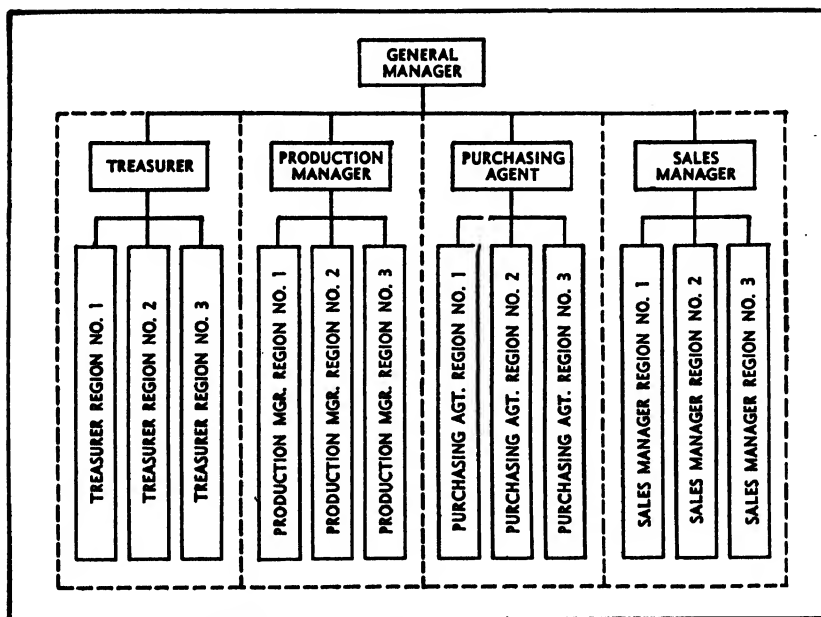 GENERAL
MANAGER
TREASURER
PRODUCTION
MANAGER
PURCHASING
AGENT
SALES
MANAGER
TREASURER REGION NO. 1
TREASURER REGION NO. 2
TREASURER REGION NO. 3
PRODUCTION MGR. REGION NO. 1
PRODUCTION MGR. REGION NO. 2
PRODUCTION MGR. REGION NO. 3
PURCHASING AGT. REGION NO. 1
PURCHASING AGT. REGION NO. 2
PURCHASING AGT. REGION NO. 3
SALES MANAGER REGION NO. 1
SALES MANAGER REGION NO. 2
SALES MANAGER REGION NO. 3